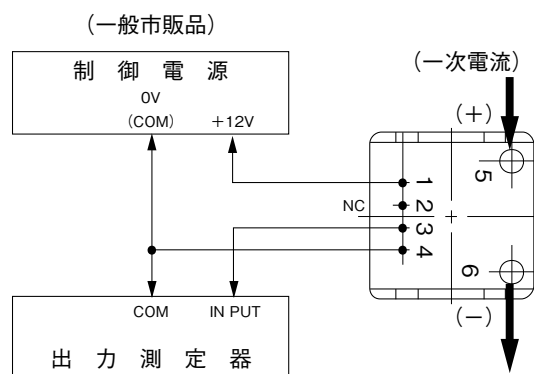 （一般市販品）
制御電源
0V
(COM) +12V
（一次電流）
(+)
5
1
NC 2
3
4
6
(−)
COM IN PUT
出力測定器